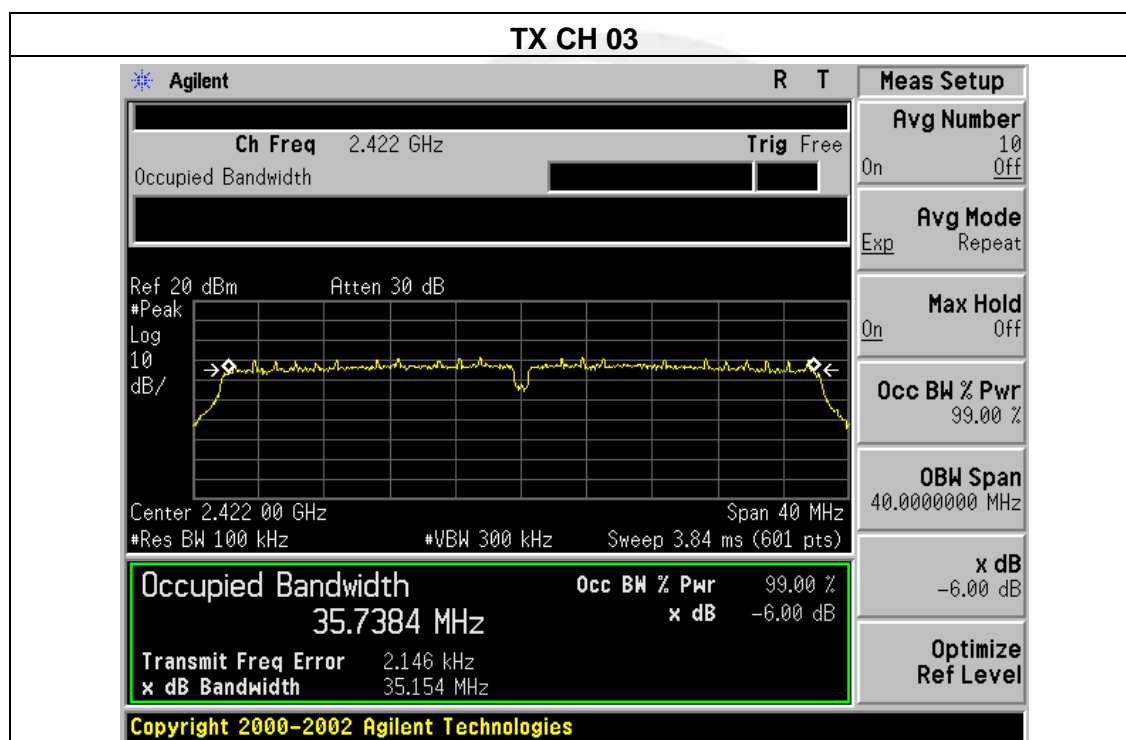 TX CH 03
Agilent R T
Ch Freq 2.422 GHz Trig Free
Occupied Bandwidth
Ref 20 dBm Atten 30 dB
#Peak
Log
10
dB/
Center 2.422 00 GHz Span 40 MHz
#Res BW 100 kHz #VBW 300 kHz Sweep 3.84 ms (601 pts)
Occupied Bandwidth Occ BW % Pwr 99.00 %
35.7384 MHz x dB -6.00 dB
Transmit Freq Error 2.146 kHz
x dB Bandwidth 35.154 MHz
Copyright 2000-2002 Agilent Technologies
Meas Setup
Avg Number
10
On Off
Avg Mode
Exp Repeat
Max Hold
On Off
Occ BW % Pwr
99.00 %
OBW Span
40.0000000 MHz
x dB
-6.00 dB
Optimize
Ref Level